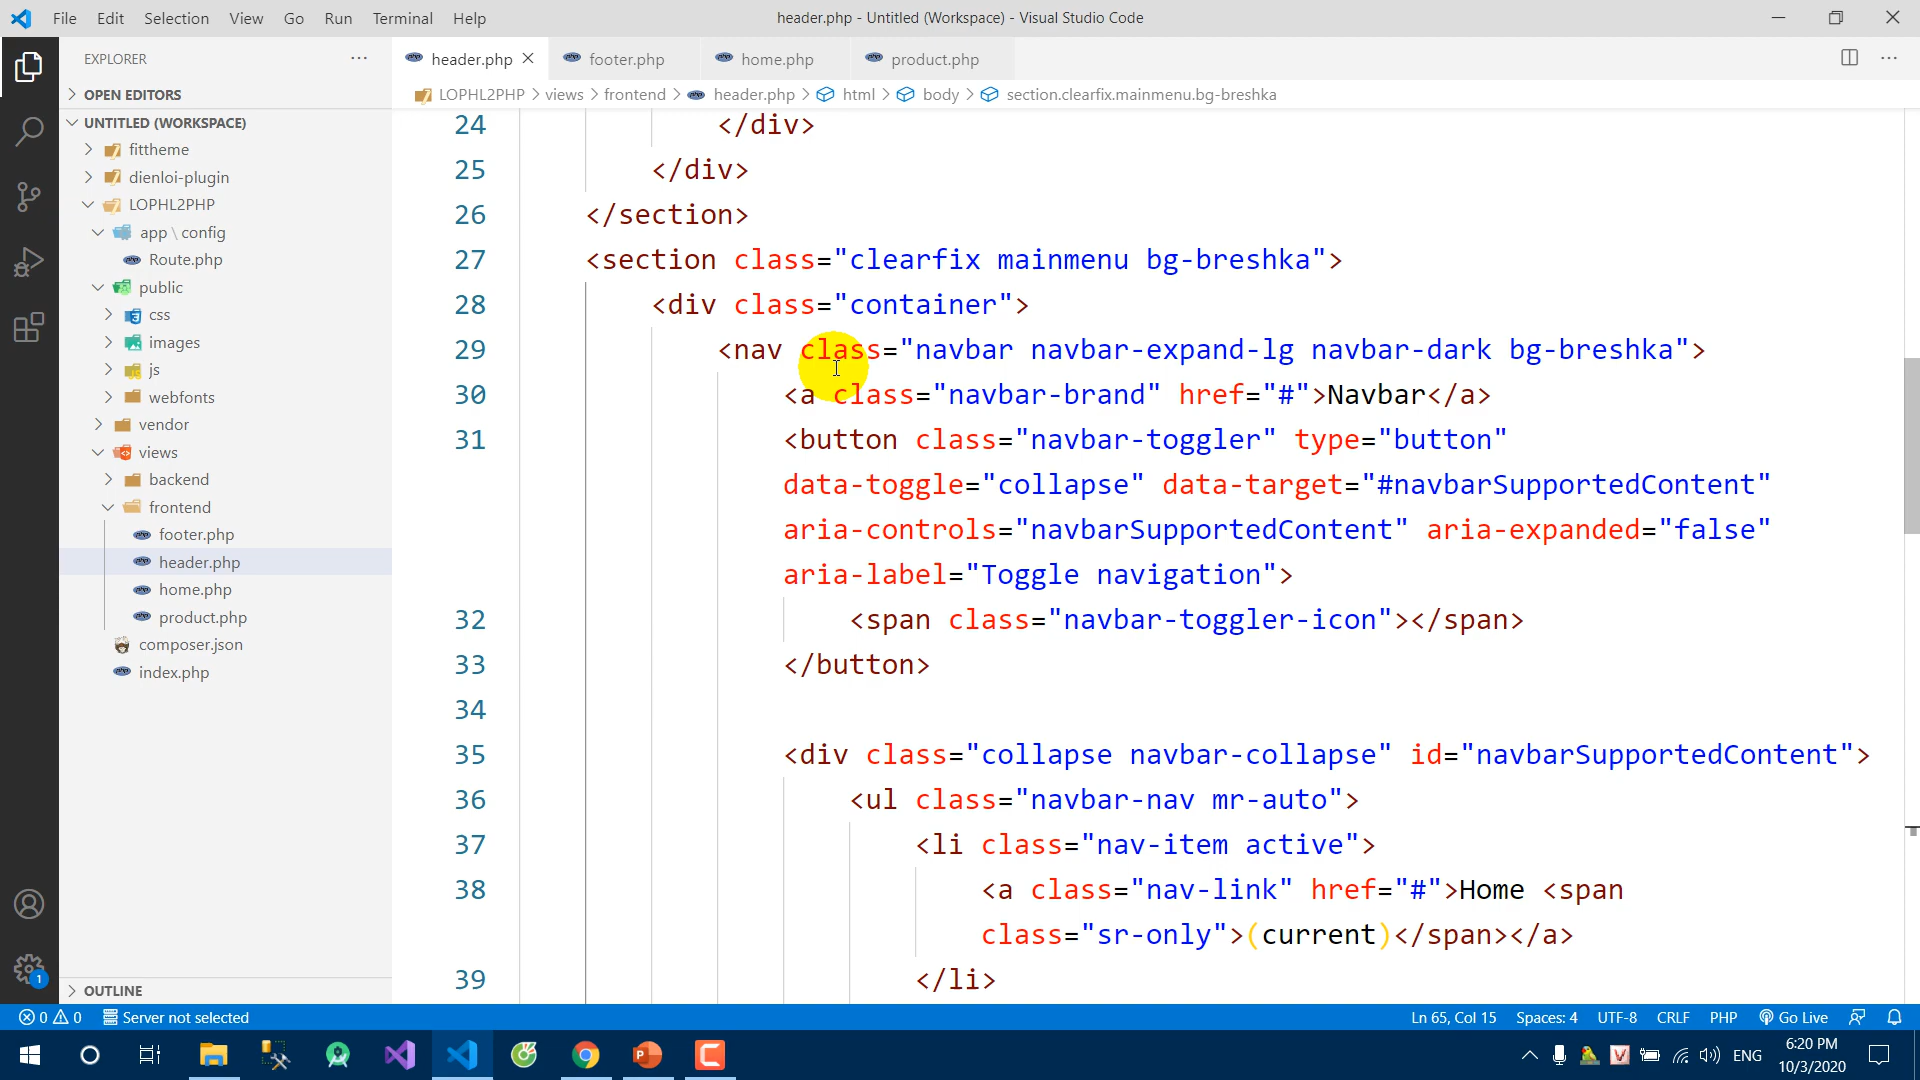 File Edit Selection View Go Run Terminal Help
header.php - Untitled (Workspace) - Visual Studio Code
EXPLORER
OPEN EDITORS
UNTITLED (WORKSPACE)
fittheme
dienloi-plugin
LOPHL2PHP
app \ config
Route.php
public
css
images
js
webfonts
vendor
views
backend
frontend
footer.php
header.php
home.php
product.php
composer.json
index.php
OUTLINE
header.php footer.php home.php product.php
LOPHL2PHP > views > frontend > header.php > html > body > section.clearfix.mainmenu.bg-breshka
24 </div>
25 </div>
26 </section>
27 <section class="clearfix mainmenu bg-breshka">
28 <div class="container">
29 <nav class="navbar navbar-expand-lg navbar-dark bg-breshka">
30 <a class="navbar-brand" href="#">Navbar</a>
31 <button class="navbar-toggler" type="button"
data-toggle="collapse" data-target="#navbarSupportedContent"
aria-controls="navbarSupportedContent" aria-expanded="false"
aria-label="Toggle navigation">
32 <span class="navbar-toggler-icon"></span>
33 </button>
34
35 <div class="collapse navbar-collapse" id="navbarSupportedContent">
36 <ul class="navbar-nav mr-auto">
37 <li class="nav-item active">
38 <a class="nav-link" href="#">Home <span
class="sr-only">(current)</span></a>
39 </li>
1
0 0 Server not selected
Ln 65, Col 15 Spaces: 4 UTF-8 CRLF PHP Go Live
ENG
6:20 PM
10/3/2020